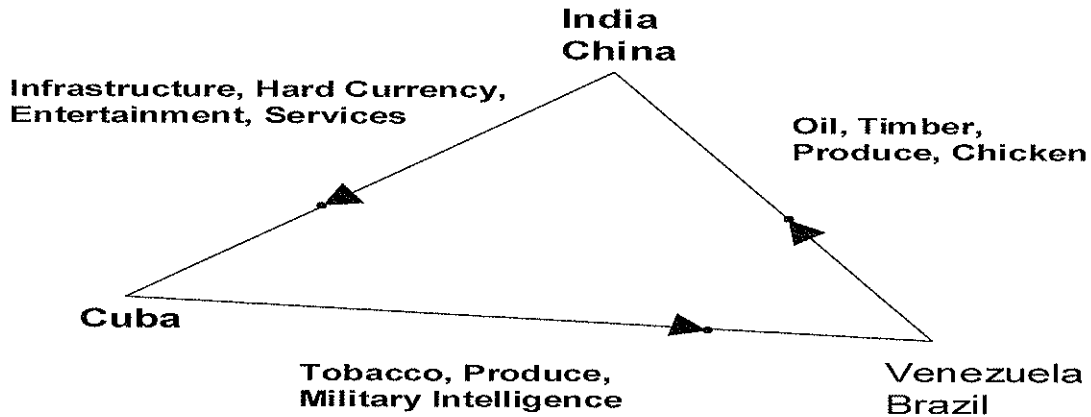 India
China
Infrastructure, Hard Currency,
Entertainment, Services
Oil, Timber,
Produce, Chicken
Cuba
Tobacco, Produce,
Military Intelligence
Venezuela
Brazil